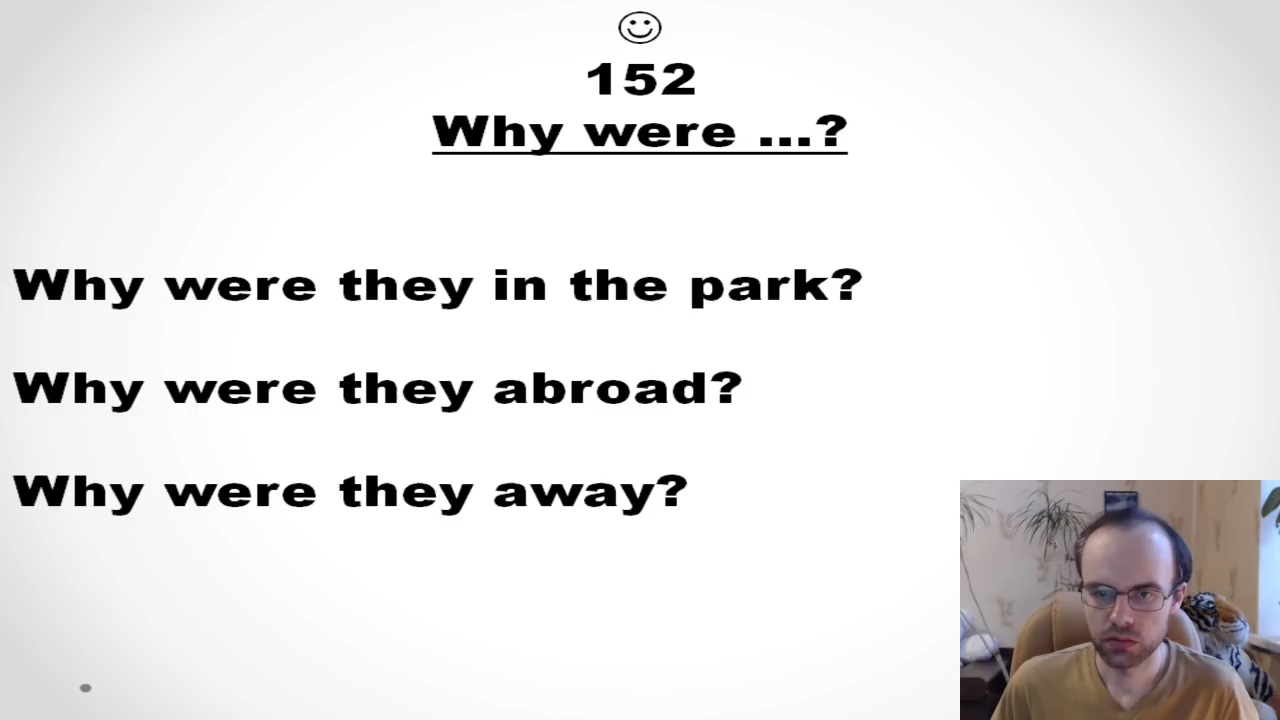 ☺
152
Why were ...?
Why were they in the park?
Why were they abroad?
Why were they away?